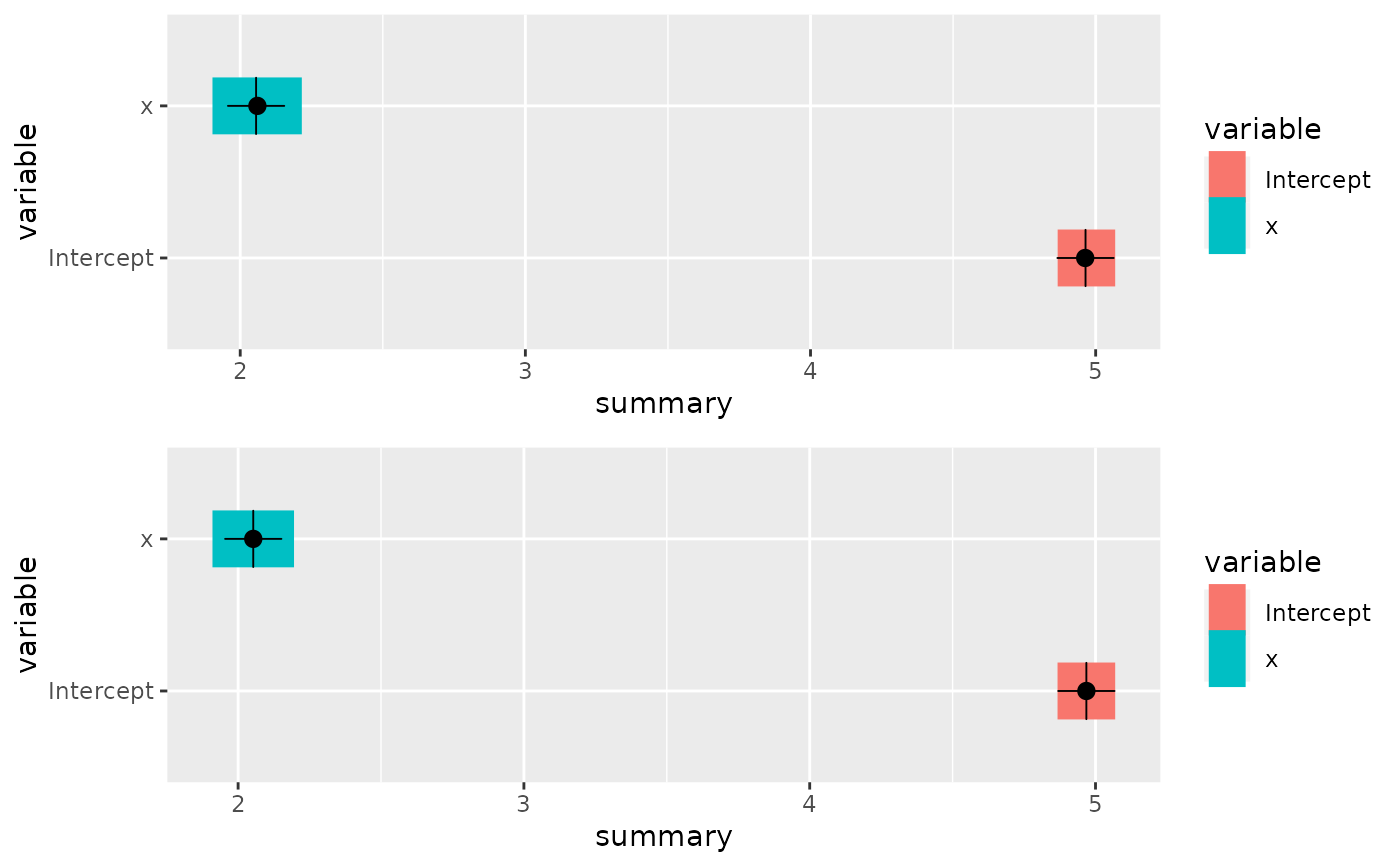 variable
x
Intercept
2 3 4 5
summary
variable
Intercept
x
variable
x
Intercept
2 3 4 5
summary
variable
Intercept
x